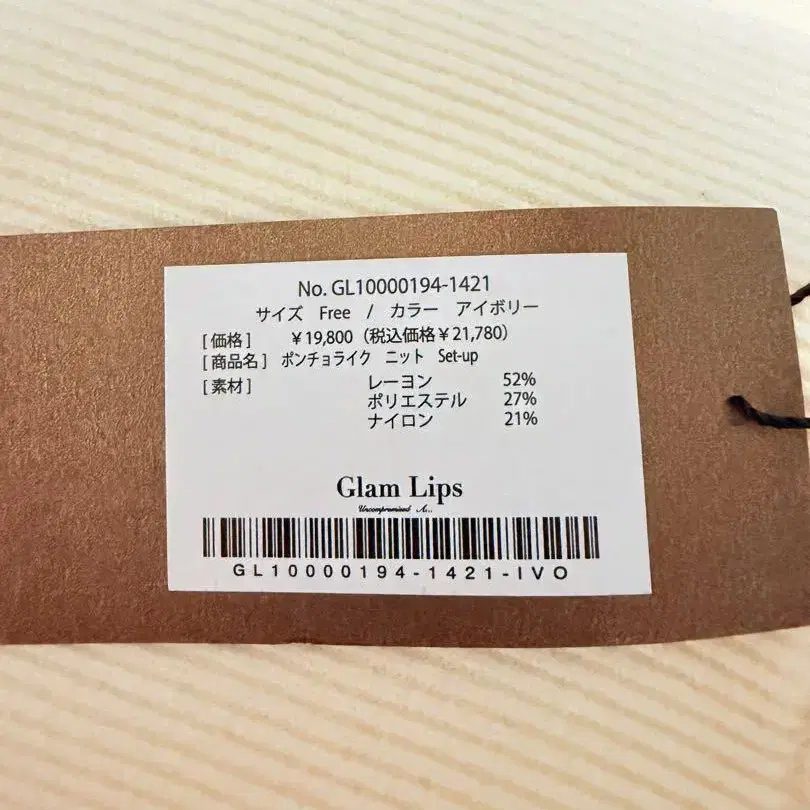 No. GL10000194-1421
サイズ Free / カラー アイボリー
[ 価格 ] ￥19,800（税込価格￥21,780）
[ 商品名 ] ポンチョライク ニット Set-up
[ 素材 ] レーヨン 52%
ポリエステル 27%
ナイロン 21%
Glam Lips
Uncompromised
GL10000194-1421-IVO